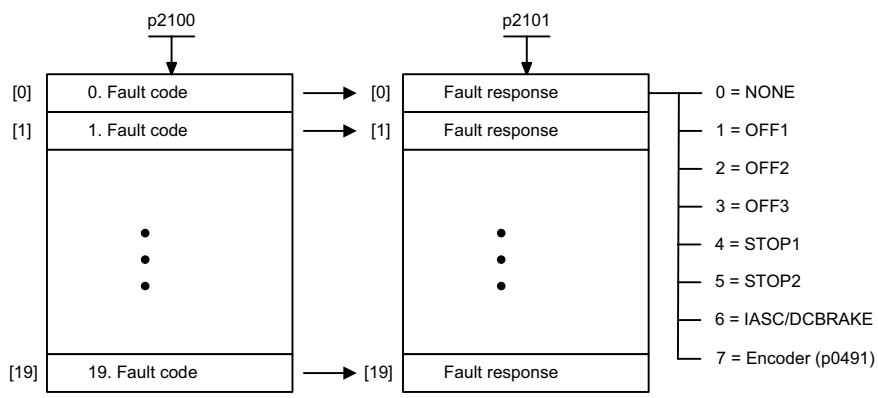 p2100 p2101
[0] 0. Fault code [0] Fault response 0 = NONE
[1] 1. Fault code [1] Fault response 1 = OFF1
2 = OFF2
3 = OFF3
4 = STOP1
5 = STOP2
6 = IASC/DCBRAKE
7 = Encoder (p0491)
[19] 19. Fault code [19] Fault response